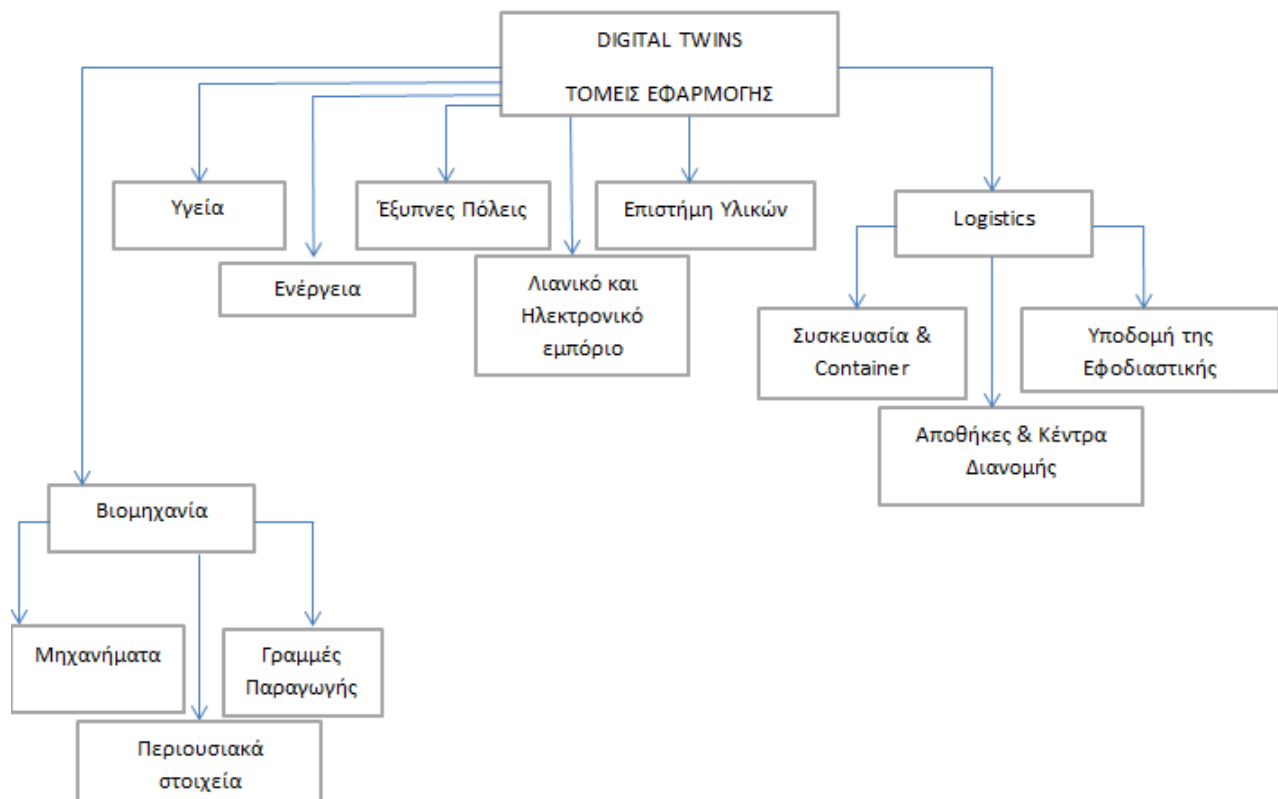 DIGITAL TWINS
ΤΟΜΕΙΣ ΕΦΑΡΜΟΓΗΣ
Υγεία
Έξυπνες Πόλεις
Επιστήμη Υλικών
Logistics
Ενέργεια
Λιανικό και
Ηλεκτρονικό
εμπόριο
Συσκευασία &
Container
Υποδομή της
Εφοδιαστικής
Αποθήκες & Κέντρα
Διανομής
Βιομηχανία
Μηχανήματα
Γραμμές
Παραγωγής
Περιουσιακά
στοιχεία